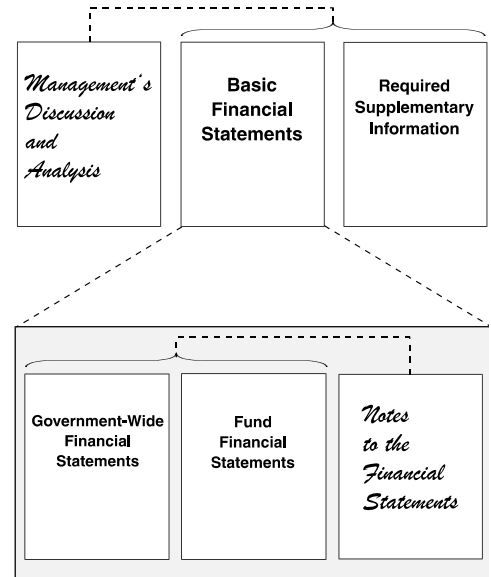 Management's
Discussion
and
Analysis
Basic
Financial
Statements
Required
Supplementary
Information
Government-Wide
Financial
Statements
Fund
Financial
Statements
Notes
to the
Financial
Statements